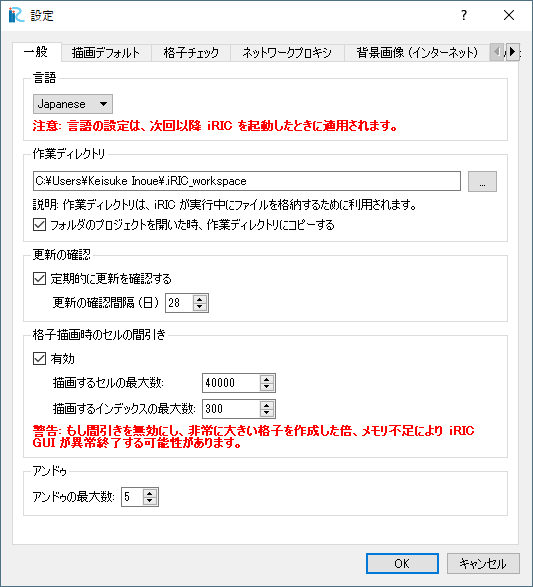 設定
一般 描画デフォルト 格子チェック ネットワークプロキシ 背景画像 (インターネット)
言語
Japanese
注意: 言語の設定は、次回以降 iRIC を起動したときに適用されます。
作業ディレクトリ
C:¥Users¥Keisuke Inoue¥.iRIC_workspace
...
説明: 作業ディレクトリは、iRIC が実行中にファイルを格納するために利用されます。
フォルダのプロジェクトを開いた時、作業ディレクトリにコピーする
更新の確認
定期的に更新を確認する
更新の確認間隔 (日) 28
格子描画時のセルの間引き
有効
描画するセルの最大数: 40000
描画するインデックスの最大数: 300
警告: もし間引きを無効にし、非常に大きい格子を作成した倍、メモリ不足により iRIC
GUI が異常終了する可能性があります。
アンドゥ
アンドゥの最大数: 5
OK キャンセル